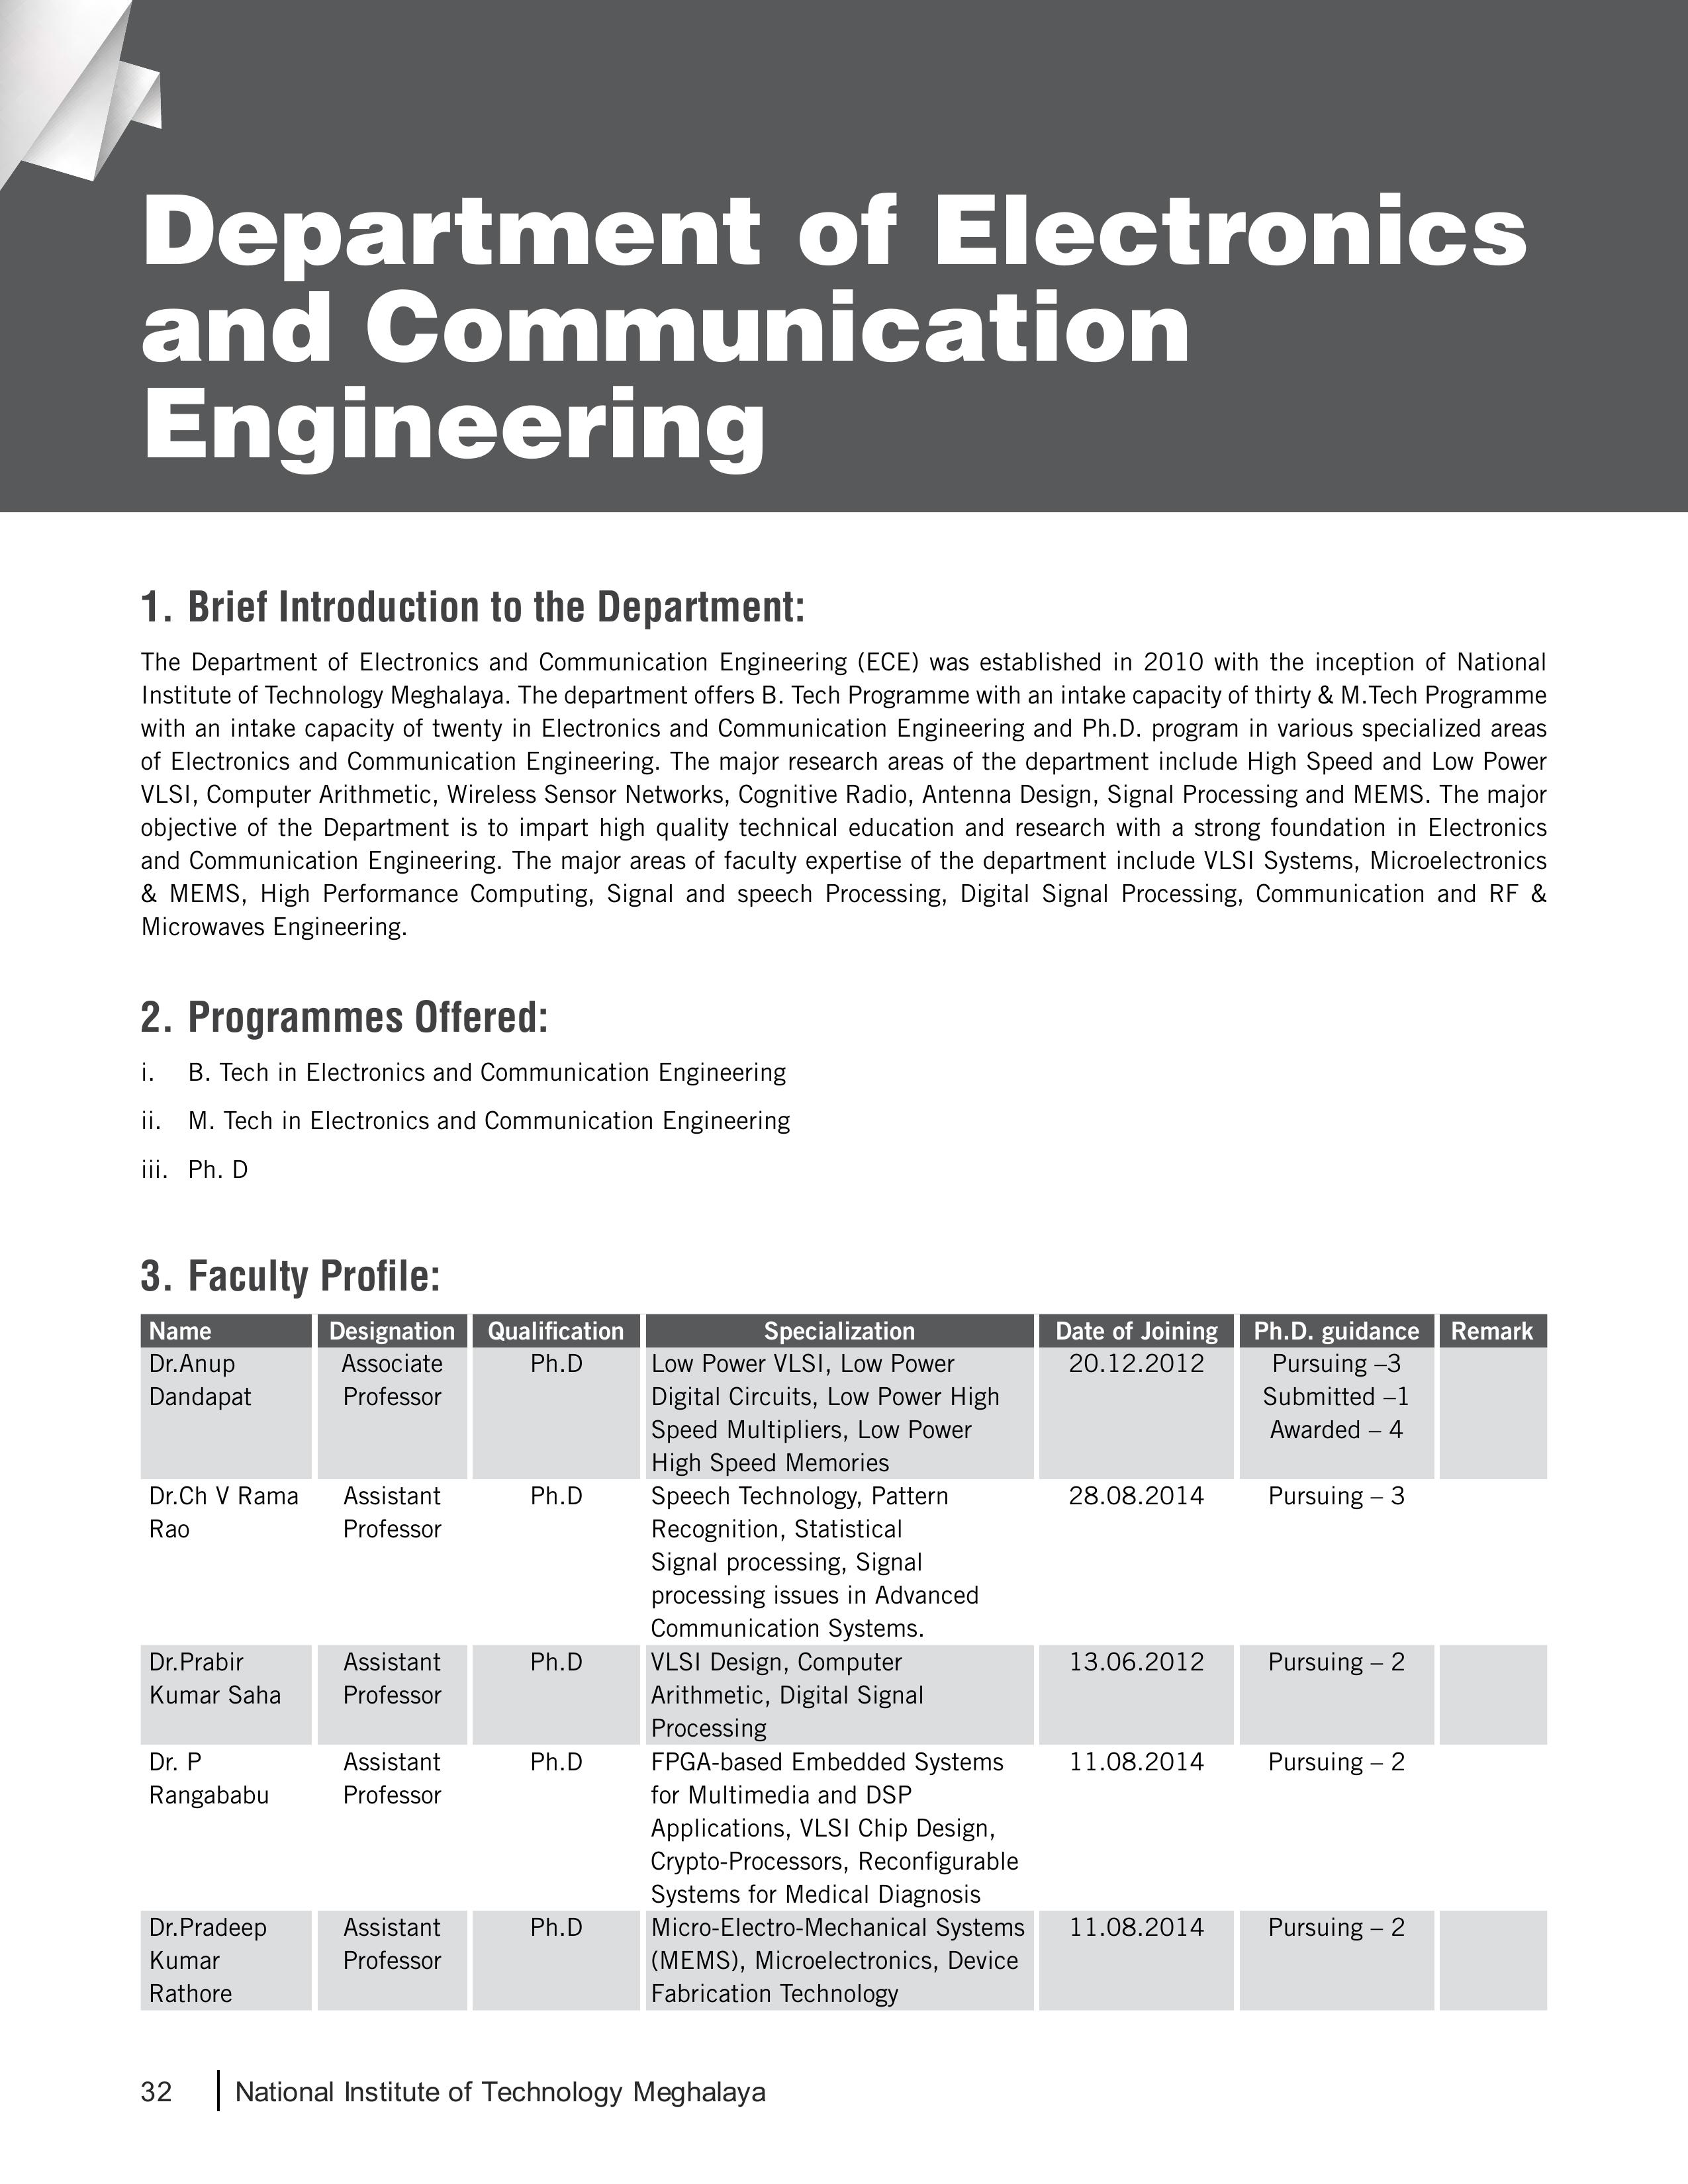 Department of Electronics
and Communication
Engineering
1. Brief Introduction to the Department:
The Department of Electronics and Communication Engineering (ECE) was established in 2010 with the inception of National
Institute of Technology Meghalaya. The department offers B. Tech Programme with an intake capacity of thirty & M.Tech Programme
with an intake capacity of twenty in Electronics and Communication Engineering and Ph.D. program in various specialized areas
of Electronics and Communication Engineering. The major research areas of the department include High Speed and Low Power
VLSI, Computer Arithmetic, Wireless Sensor Networks, Cognitive Radio, Antenna Design, Signal Processing and MEMS. The major
objective of the Department is to impart high quality technical education and research with a strong foundation in Electronics
and Communication Engineering. The major areas of faculty expertise of the department include VLSI Systems, Microelectronics
& MEMS, High Performance Computing, Signal and speech Processing, Digital Signal Processing, Communication and RF &
Microwaves Engineering.
2. Programmes Offered:
i. B. Tech in Electronics and Communication Engineering
ii. M. Tech in Electronics and Communication Engineering
iii. Ph. D
3. Faculty Profile:
Name Designation Qualification Specialization Date of Joining Ph.D. guidance Remark
Dr.Anup Associate Ph.D Low Power VLSI, Low Power 20.12.2012 Pursuing –3
Dandapat Professor Digital Circuits, Low Power High Submitted –1
Speed Multipliers, Low Power Awarded – 4
High Speed Memories
Dr.Ch V Rama Assistant Ph.D Speech Technology, Pattern 28.08.2014 Pursuing – 3
Rao Professor Recognition, Statistical
Signal processing, Signal
processing issues in Advanced
Communication Systems.
Dr.Prabir Assistant Ph.D VLSI Design, Computer 13.06.2012 Pursuing – 2
Kumar Saha Professor Arithmetic, Digital Signal
Processing
Dr. P Assistant Ph.D FPGA-based Embedded Systems 11.08.2014 Pursuing – 2
Rangababu Professor for Multimedia and DSP
Applications, VLSI Chip Design,
Crypto-Processors, Reconfigurable
Systems for Medical Diagnosis
Dr.Pradeep Assistant Ph.D Micro-Electro-Mechanical Systems 11.08.2014 Pursuing – 2
Kumar Professor (MEMS), Microelectronics, Device
Rathore Fabrication Technology
32 National Institute of Technology Meghalaya